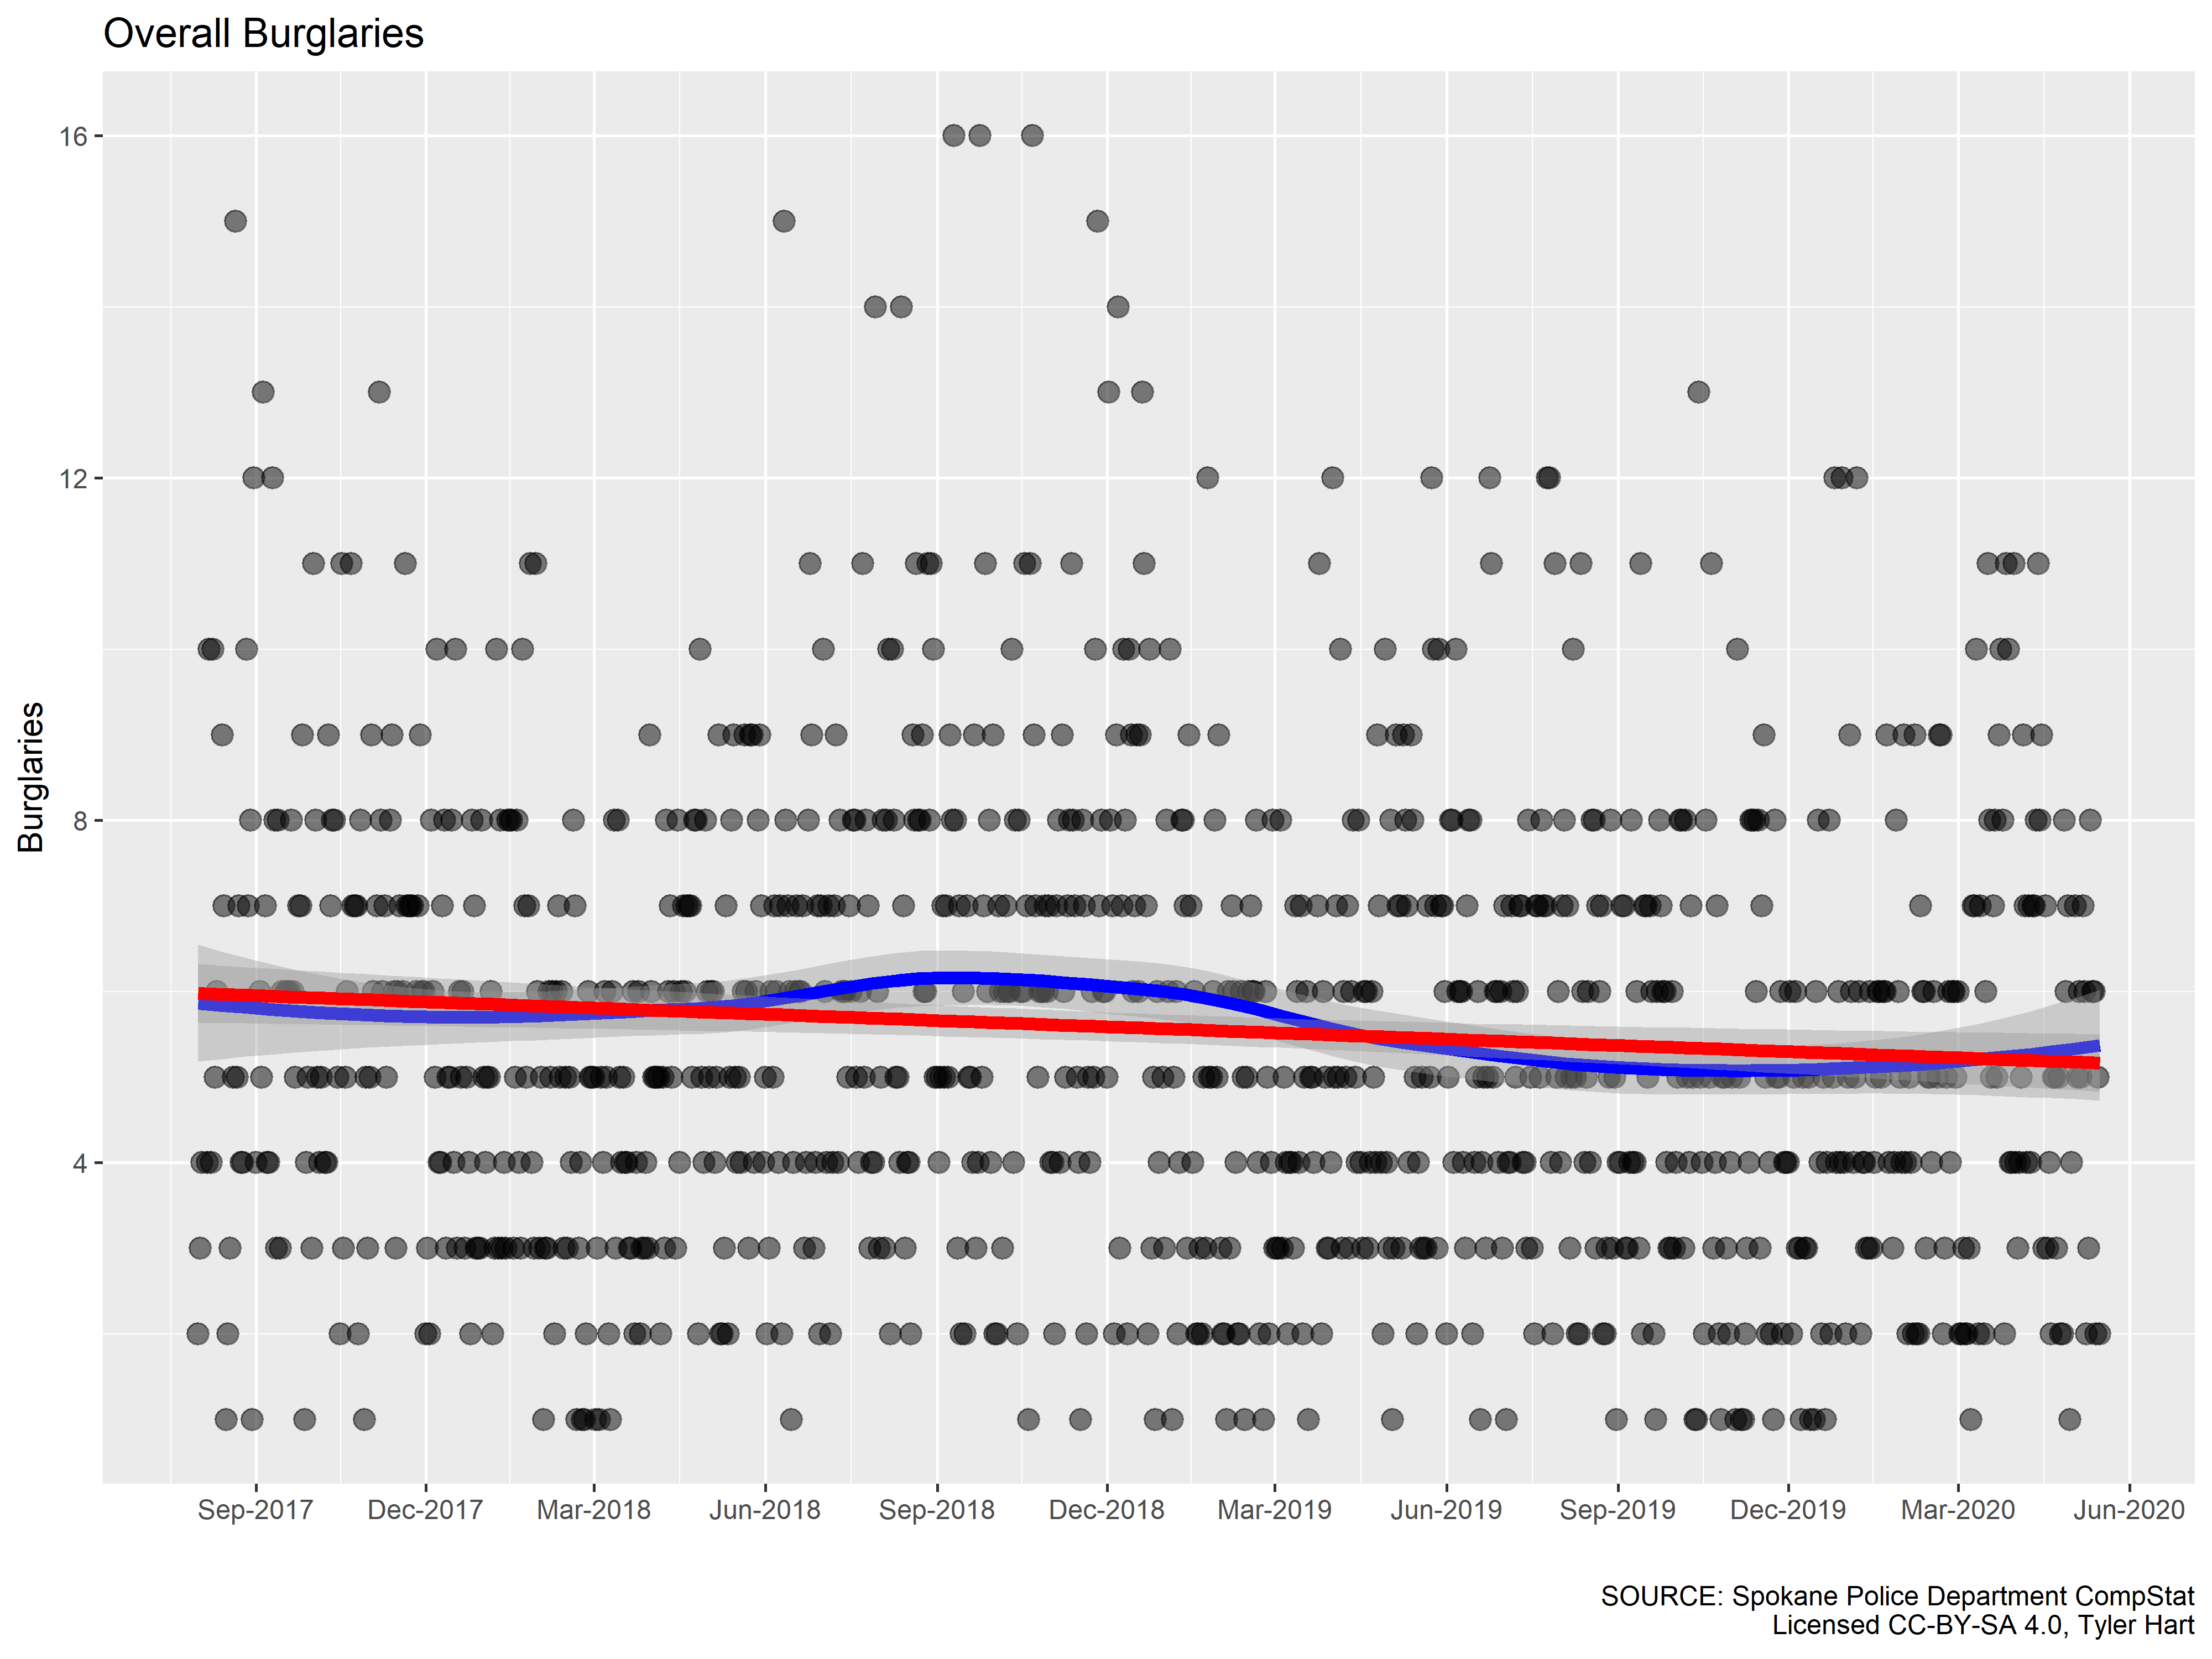 Overall Burglaries
16
12
8
4
Burglaries
Sep-2017 Dec-2017 Mar-2018 Jun-2018 Sep-2018 Dec-2018 Mar-2019 Jun-2019 Sep-2019 Dec-2019 Mar-2020 Jun-2020
SOURCE: Spokane Police Department CompStat
Licensed CC-BY-SA 4.0, Tyler Hart